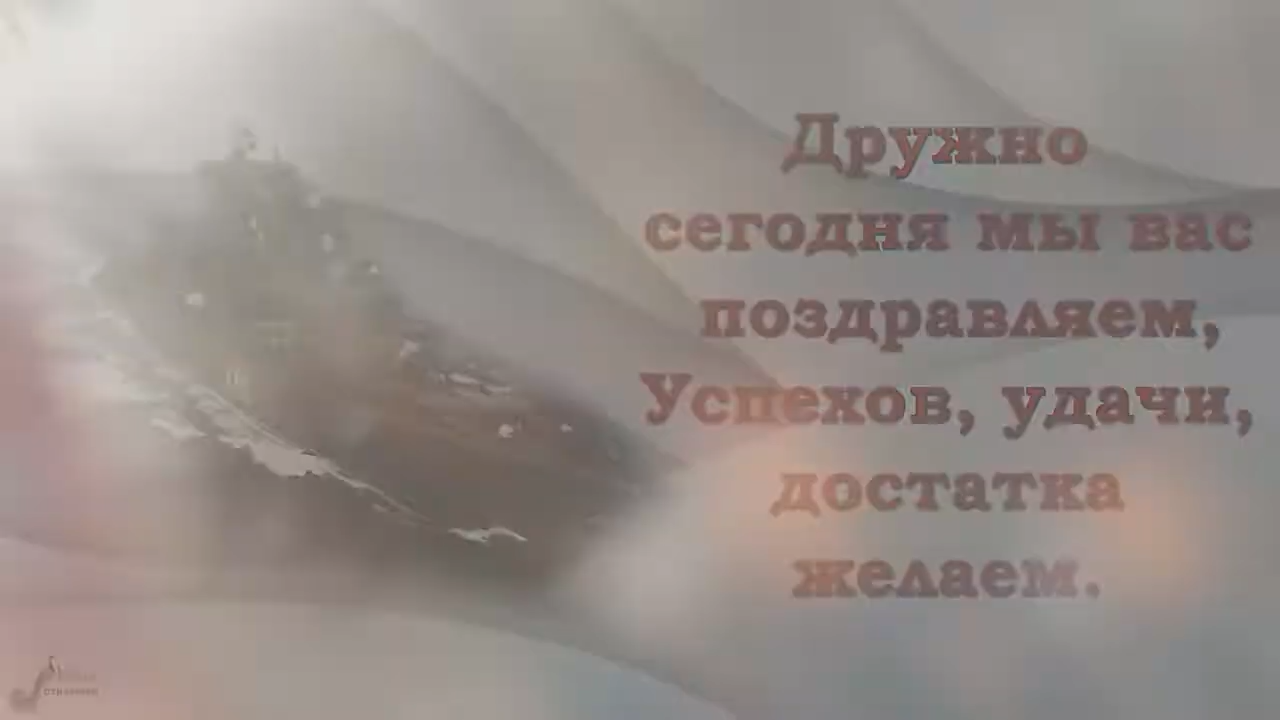 Дружно
сегодня мы вас
поздравляем,
Успехов, удачи,
достатка
желаем.